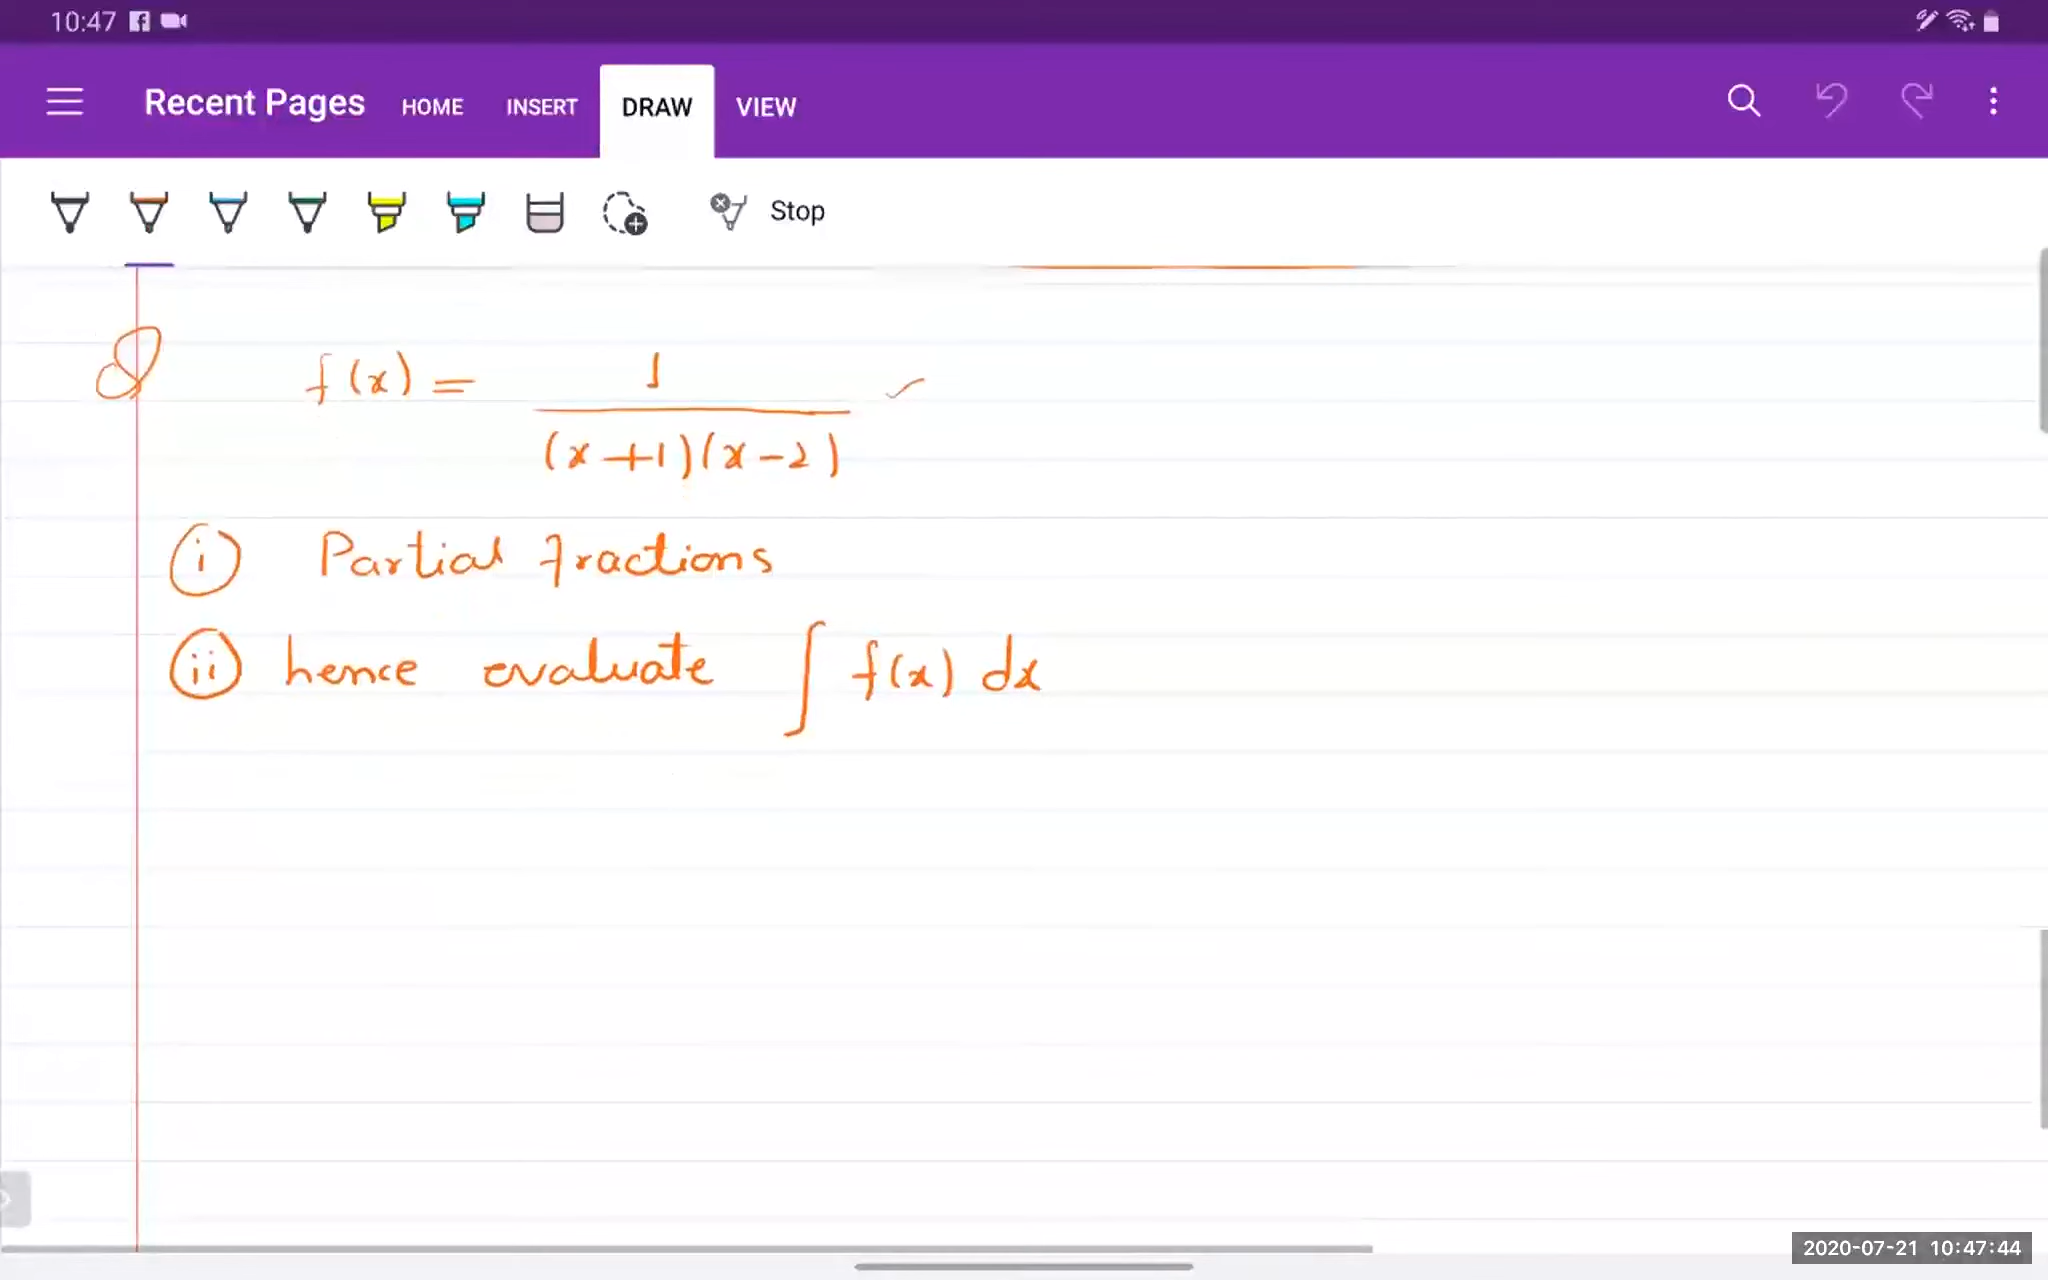 10:47
Recent Pages HOME INSERT DRAW VIEW
Stop
Q f(x) = 1
(x+1)(x-2)
(i) Partial fractions
(ii) hence evaluate ∫ f(x) dx
2020-07-21 10:47:44